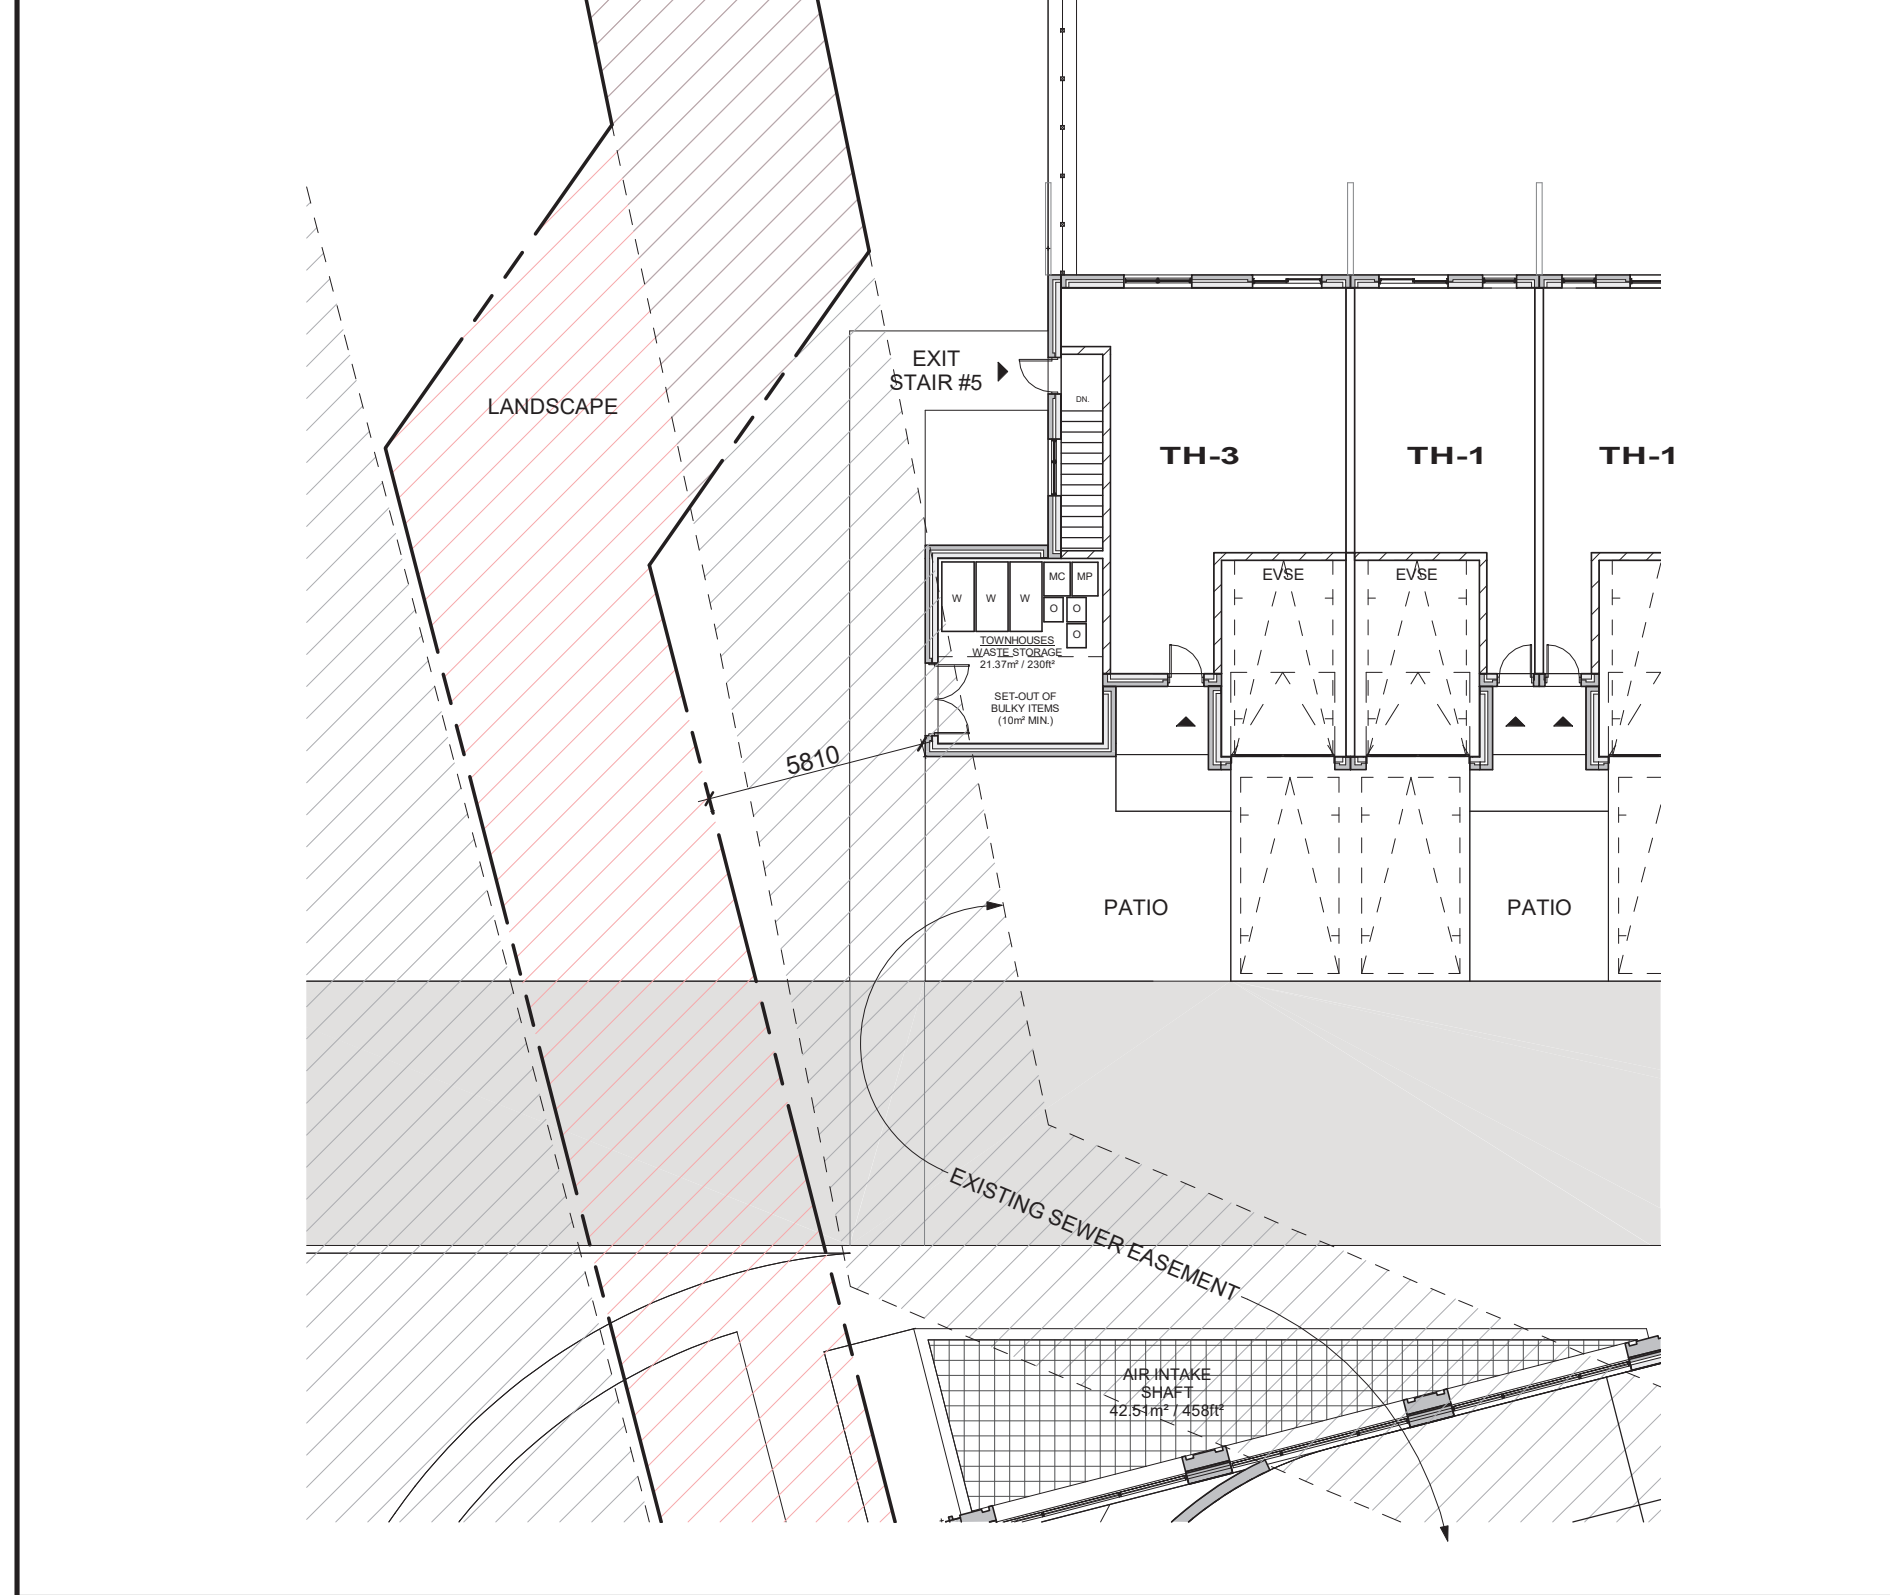 EXIT
STAIR #5
LANDSCAPE
DN.
TH-3
TH-1
TH-1
EVSE
EVSE
W
W
W
MC
MP
O
O
O
TOWNHOUSES
WASTE STORAGE
21.37m² / 230ft²
SET-OUT OF
BULKY ITEMS
(10m² MIN.)
5810
PATIO
PATIO
EXISTING SEWER EASEMENT
AIR INTAKE
SHAFT
42.51m² / 458ft²